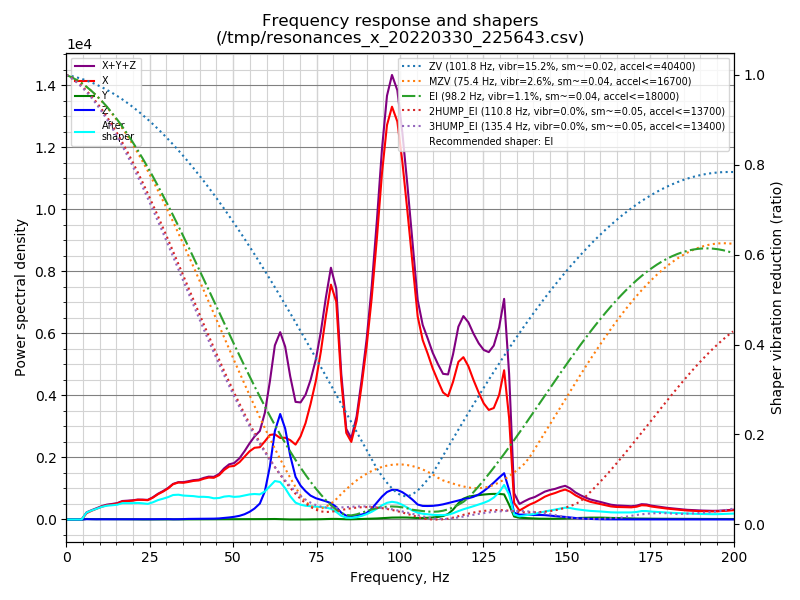 Frequency response and shapers
(/tmp/resonances_x_20220330_225643.csv)
1e4
X+Y+Z
X
Y
Z
After
shaper
ZV (101.8 Hz, vibr=15.2%, sm~=0.02, accel<=40400)
MZV (75.4 Hz, vibr=2.6%, sm~=0.04, accel<=16700)
EI (98.2 Hz, vibr=1.1%, sm~=0.04, accel<=18000)
2HUMP_EI (110.8 Hz, vibr=0.0%, sm~=0.05, accel<=13700)
3HUMP_EI (135.4 Hz, vibr=0.0%, sm~=0.05, accel<=13400)
Recommended shaper: EI
Power spectral density
1.4
1.2
1.0
0.8
0.6
0.4
0.2
0.0
1.0
0.8
0.6
0.4
0.2
0.0
Shaper vibration reduction (ratio)
0 25 50 75 100 125 150 175 200
Frequency, Hz